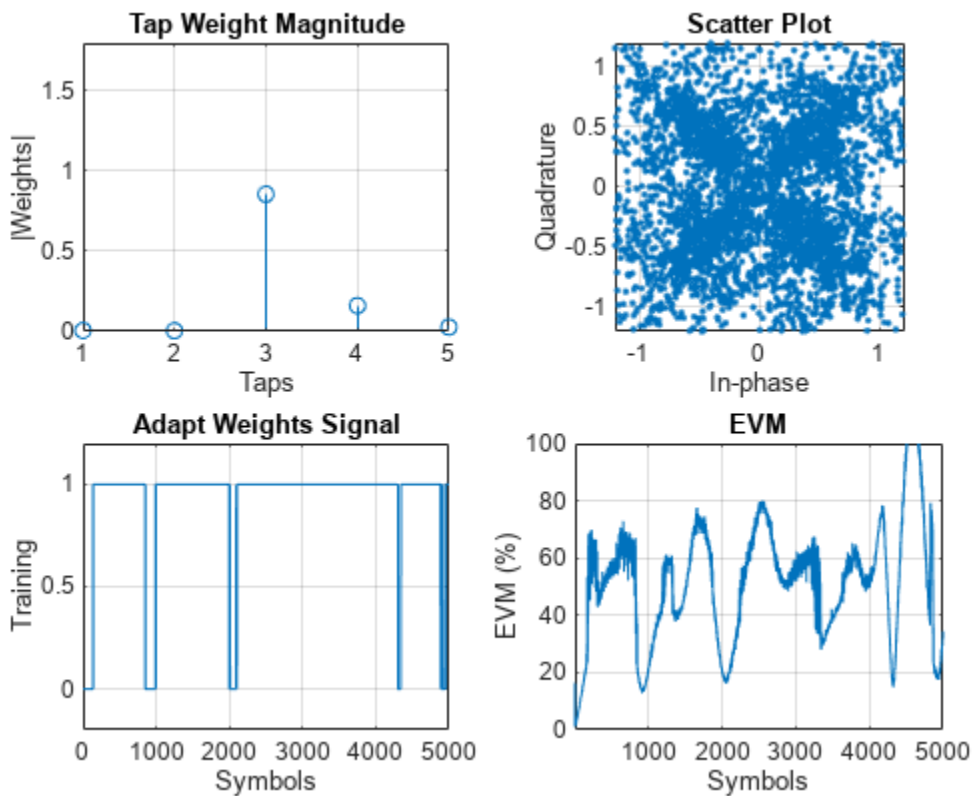 Tap Weight Magnitude
1.5
1
0.5
0
|Weights|
1 2 3 4 5
Taps
Scatter Plot
1
0.5
0
-0.5
-1
Quadrature
-1 0 1
In-phase
Adapt Weights Signal
1
0.5
0
Training
0 1000 2000 3000 4000 5000
Symbols
EVM
100
80
60
40
20
0
EVM (%)
1000 2000 3000 4000 5000
Symbols